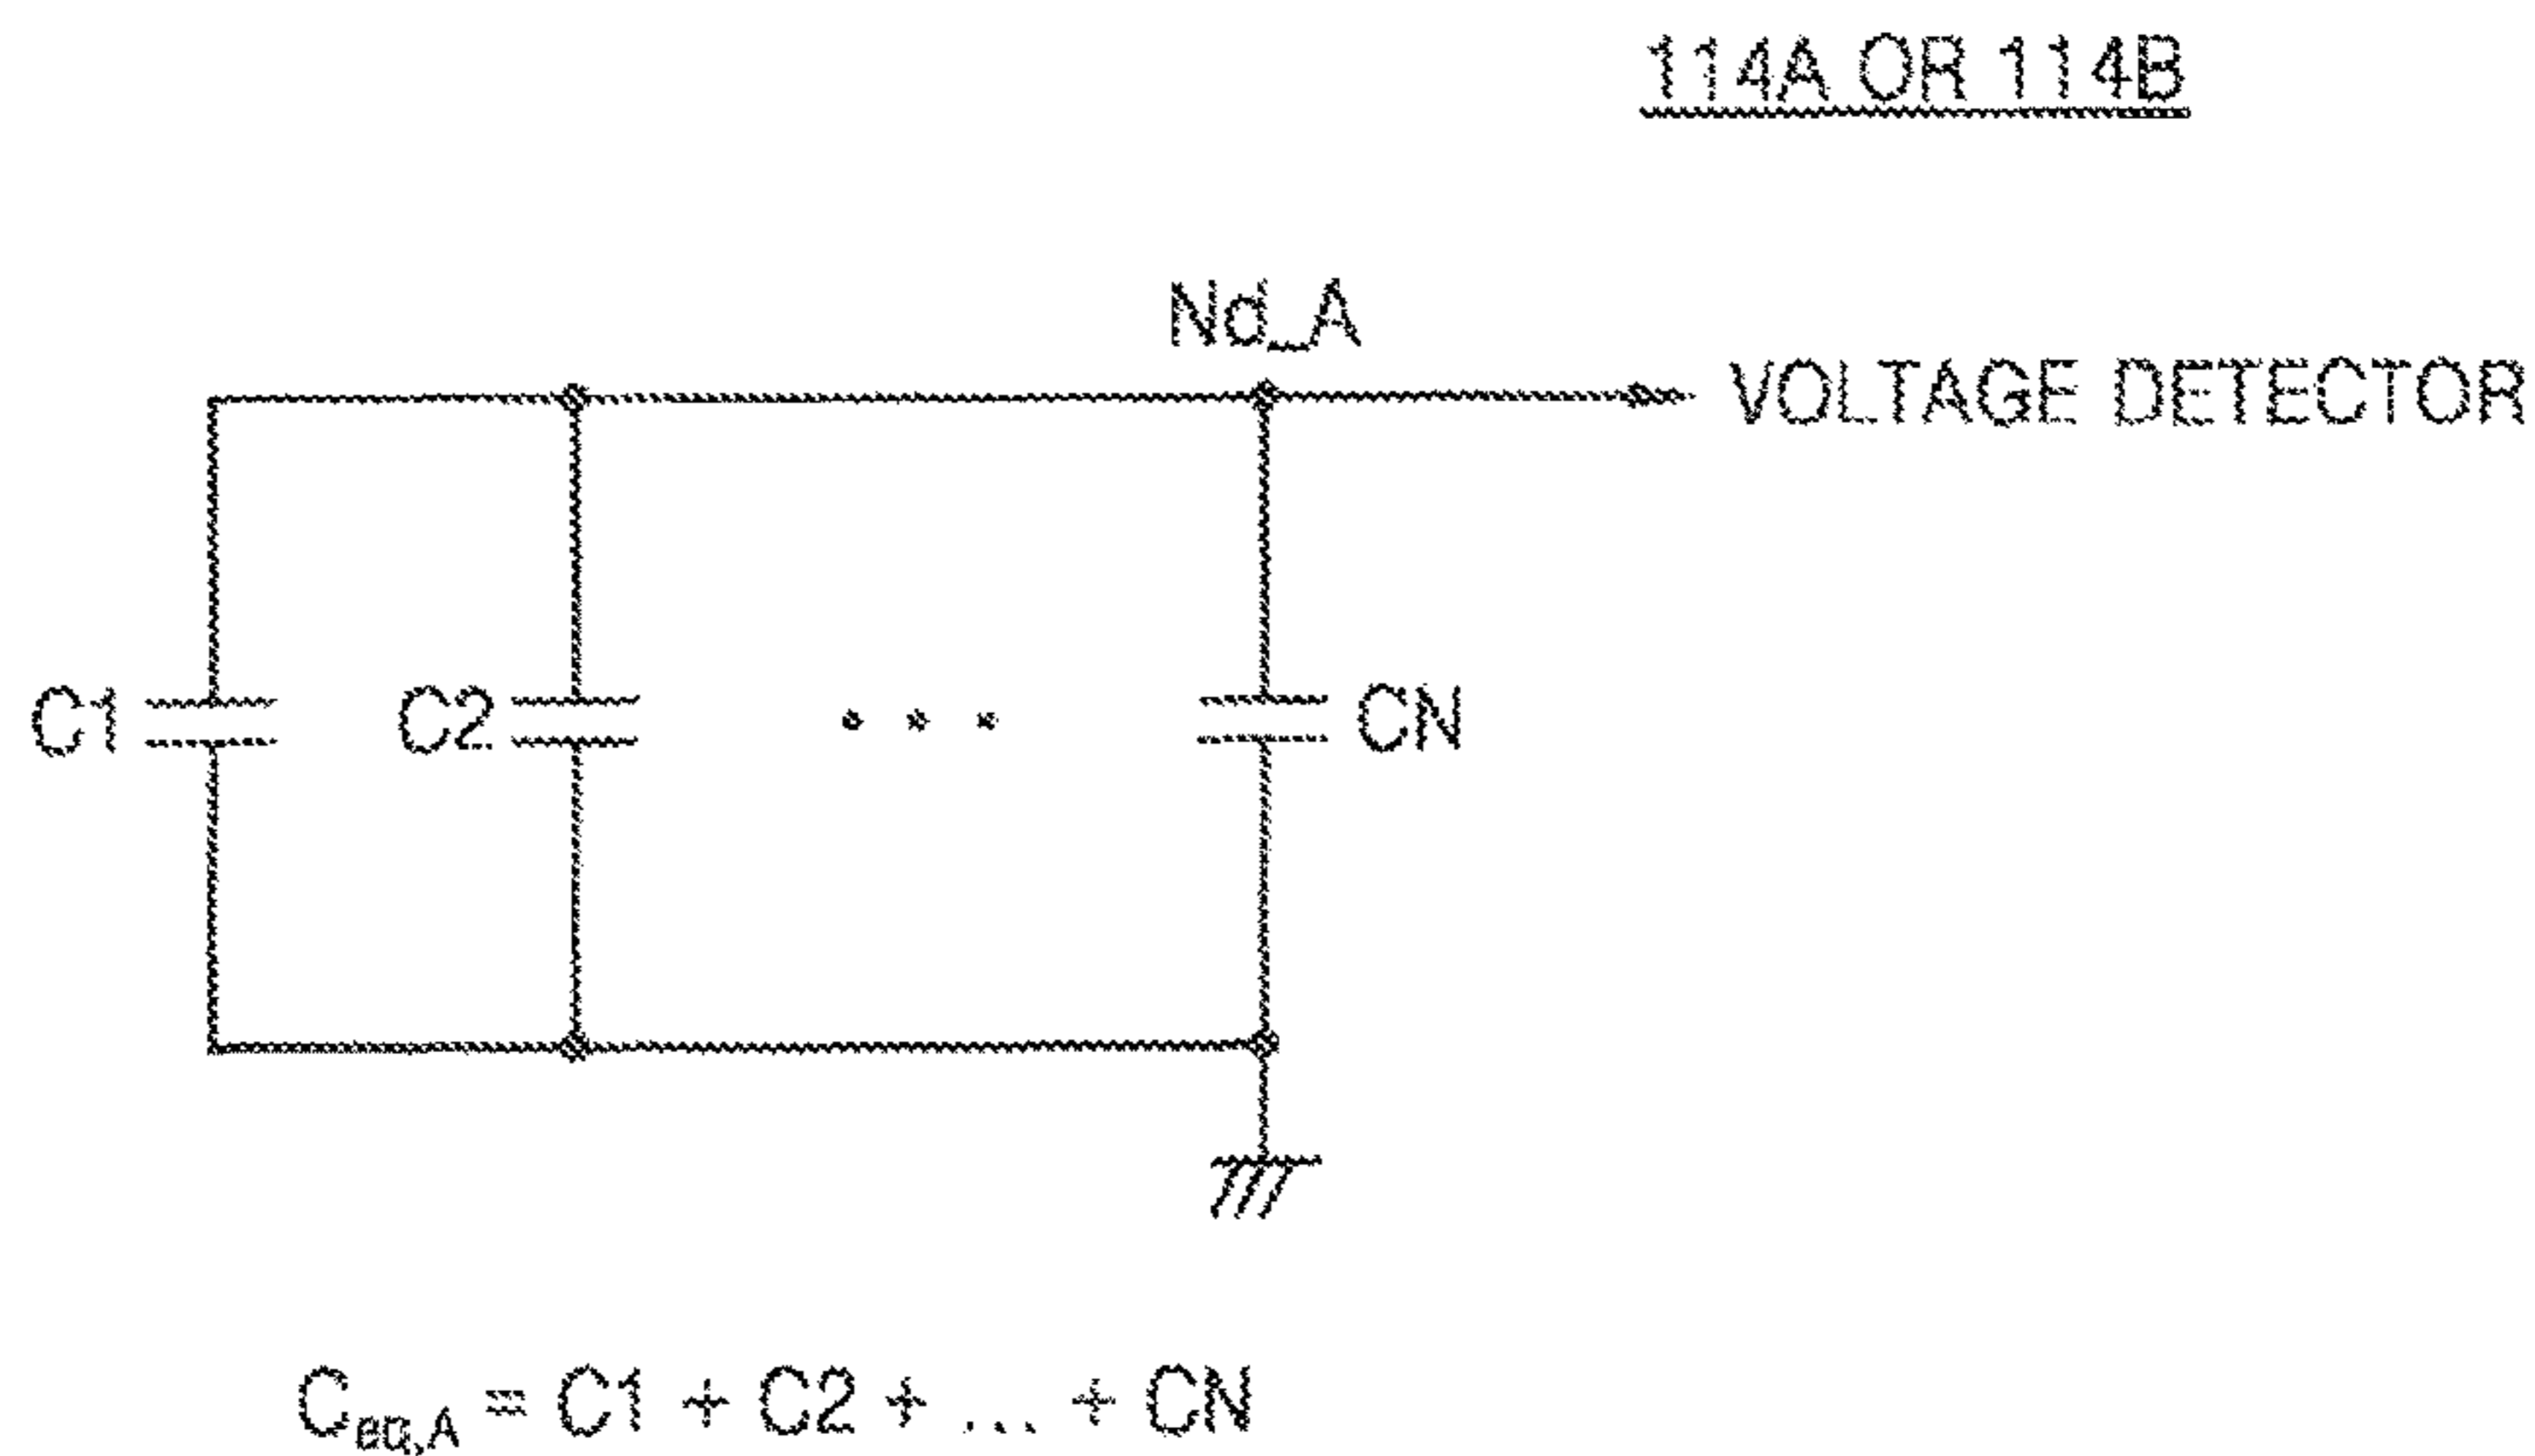 114A OR 114B
Nd_A
VOLTAGE DETECTOR
C1
C2
CN
Ceq,A = C1 + C2 + ... + CN